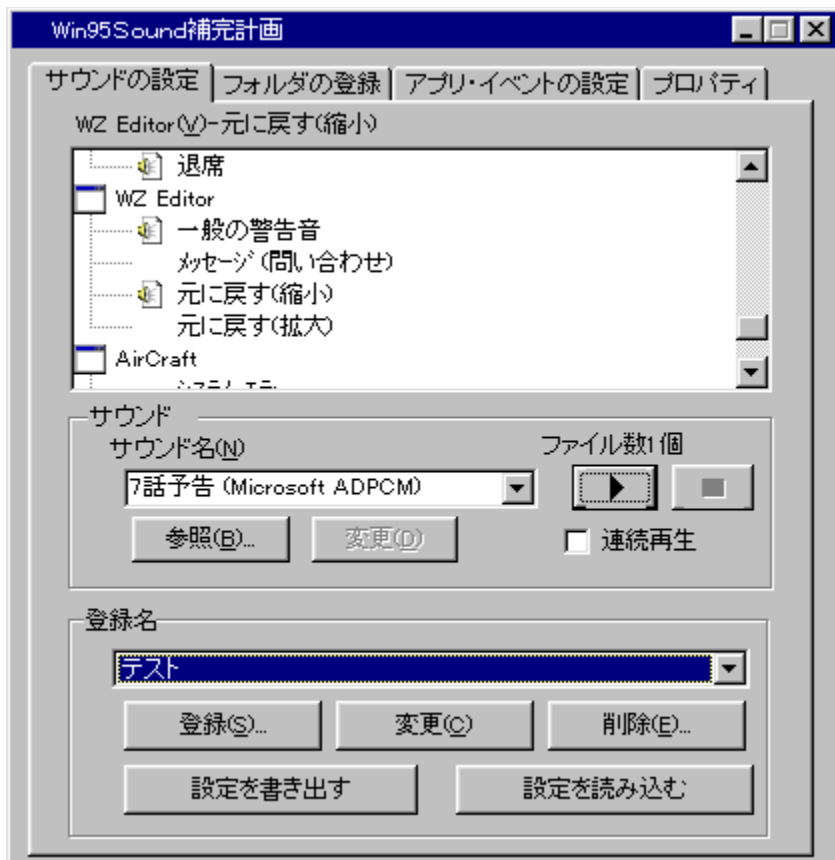 Win95Sound補完計画
サウンドの設定 フォルダの登録 アプリ・イベントの設定 プロパティ
WZ Editor(V)-元に戻す(縮小)
退席
WZ Editor
一般の警告音
メッセージ(問い合わせ)
元に戻す(縮小)
元に戻す(拡大)
AirCraft
サウンド
サウンド名(N) ファイル数1個
7話予告 (Microsoft ADPCM)
参照(B)... 変更(D) 連続再生
登録名
テスト
登録(S)... 変更(C) 削除(E)...
設定を書き出す 設定を読み込む